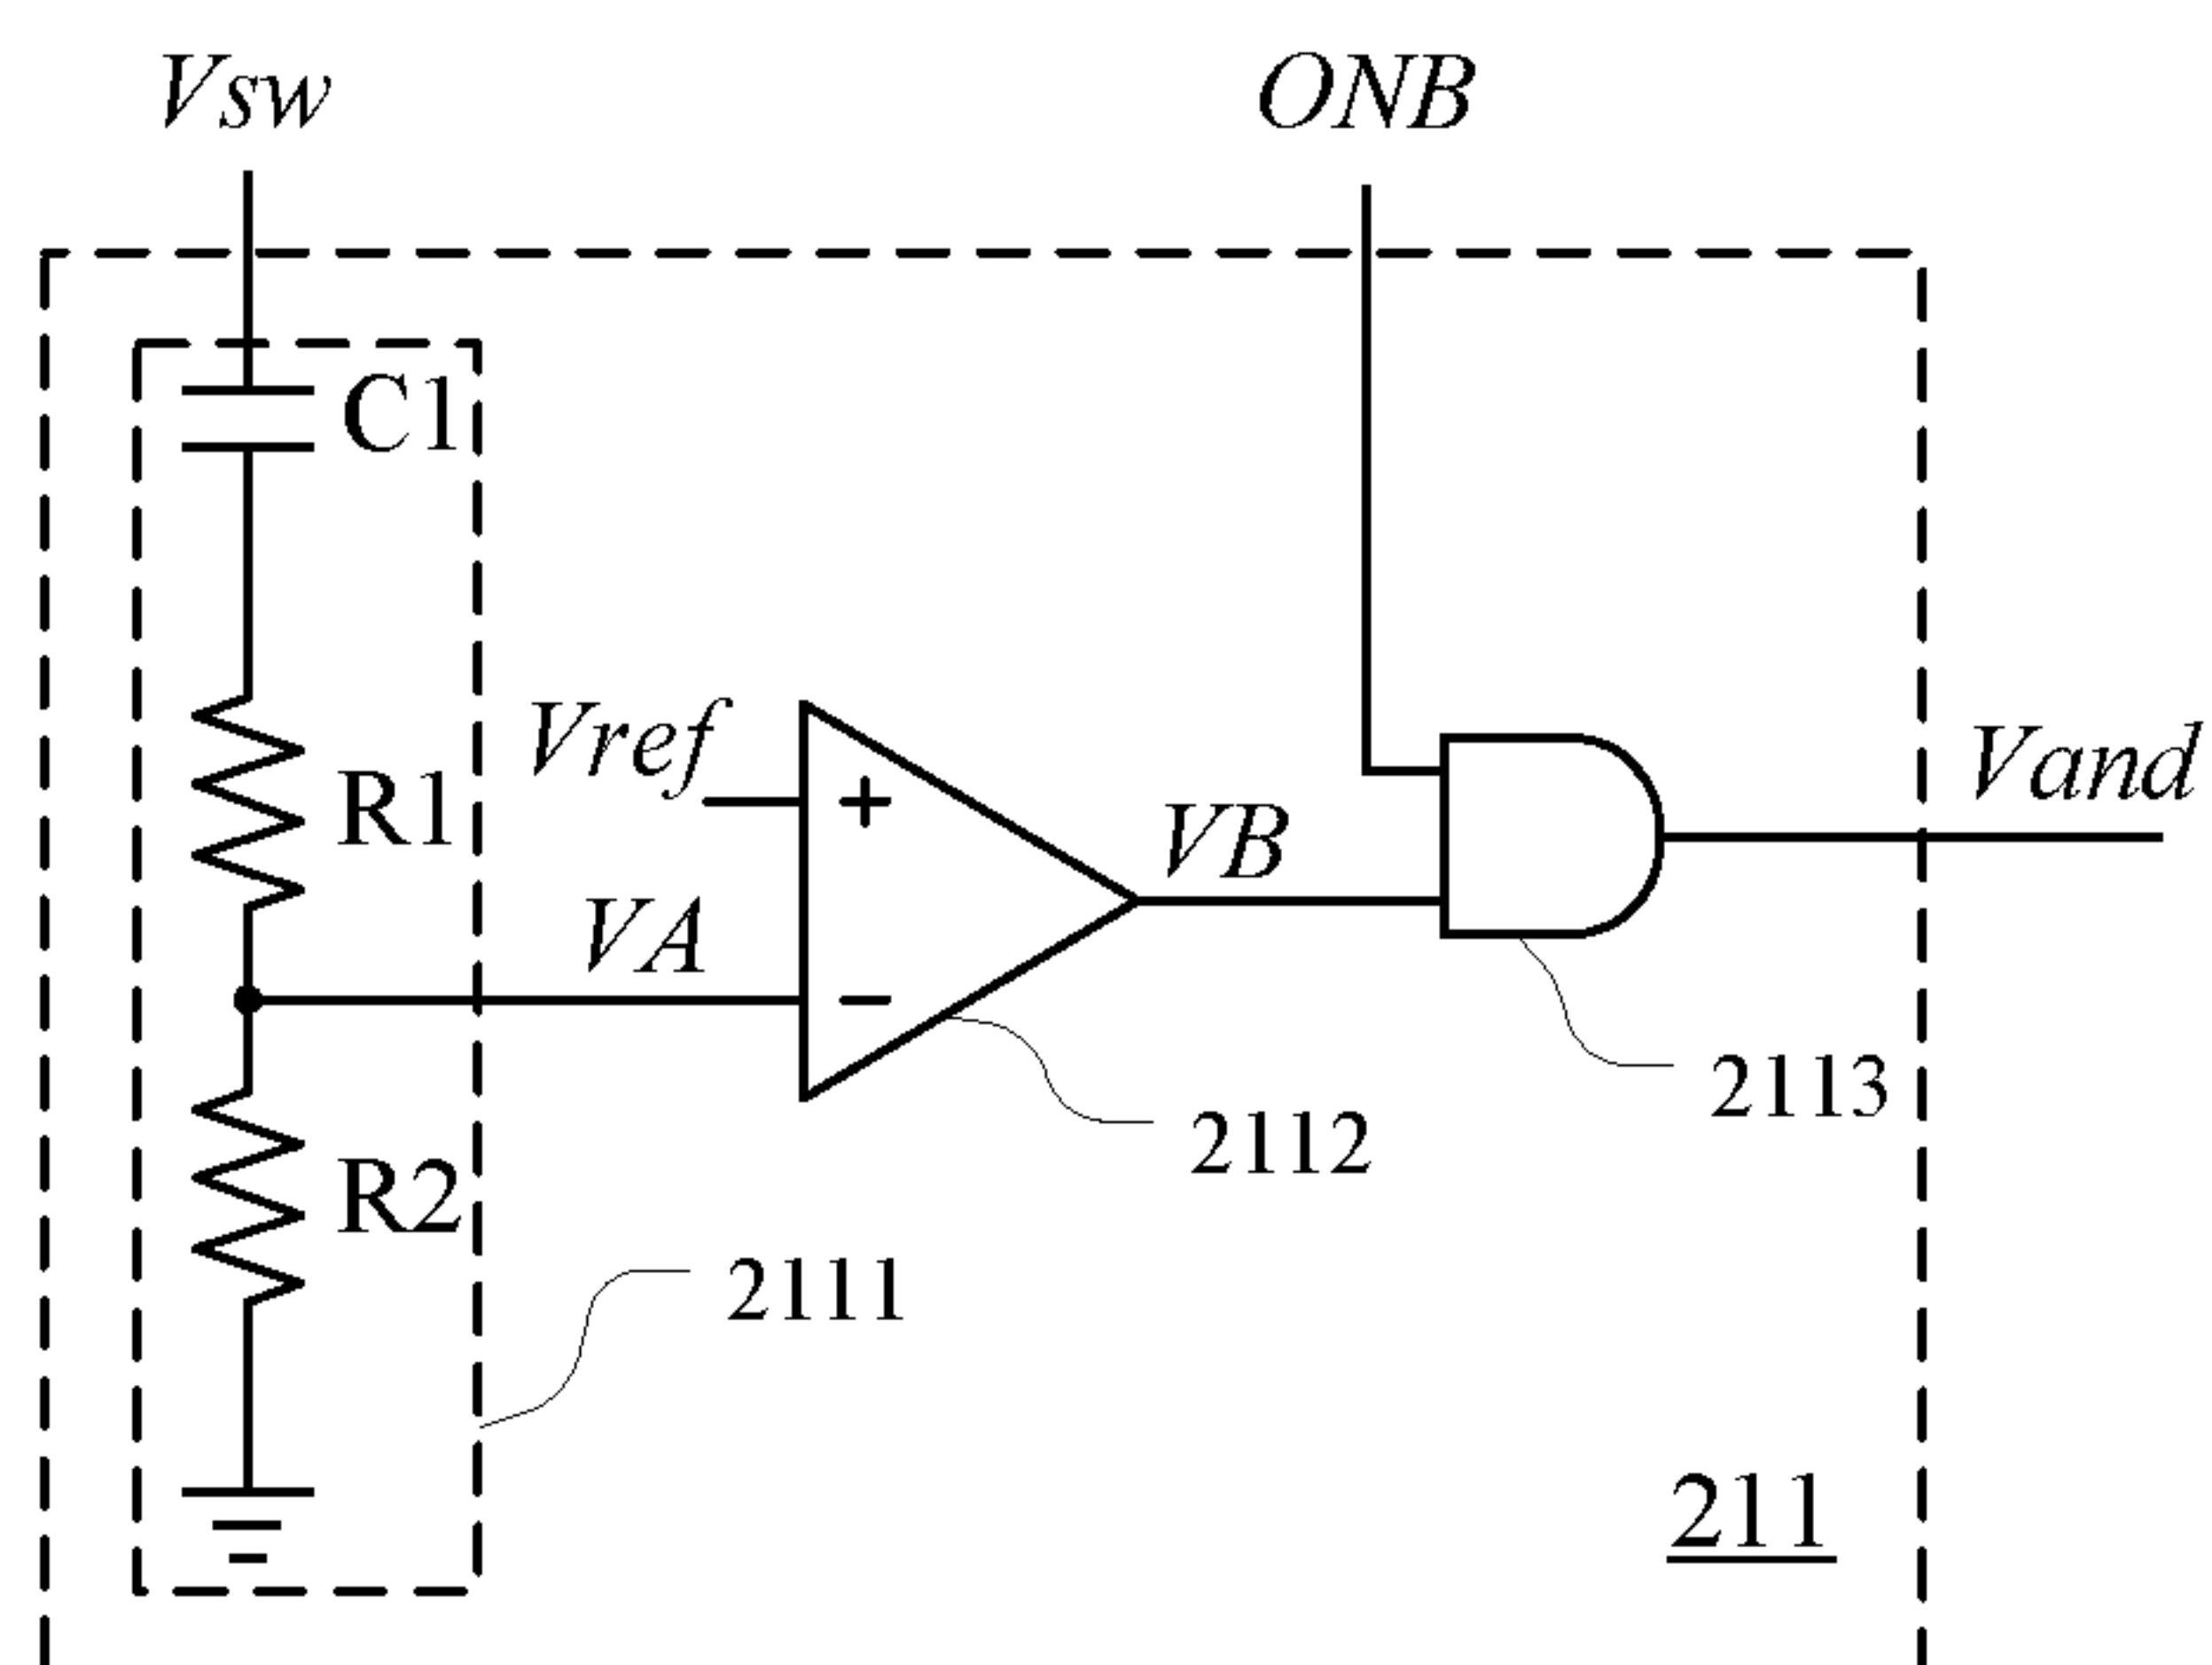 Vsw
ONB
C1
R1
Vref
+
VB
Vand
VA
−
2113
2112
R2
2111
211